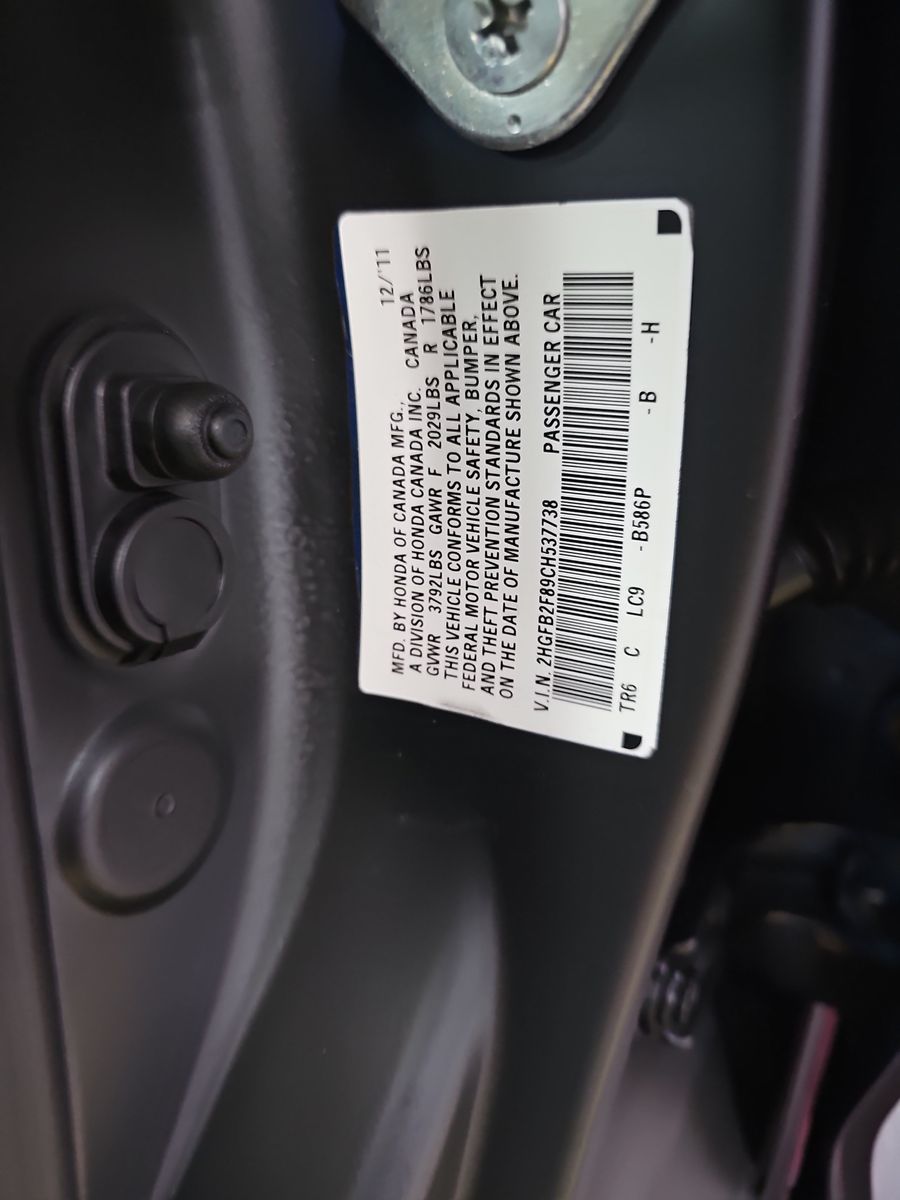 MFD. BY HONDA OF CANADA MFG., 12/'11
A DIVISION OF HONDA CANADA INC. CANADA
GVWR 3792LBS GAWR F 2029LBS R 1786LBS
THIS VEHICLE CONFORMS TO ALL APPLICABLE
FEDERAL MOTOR VEHICLE SAFETY, BUMPER,
AND THEFT PREVENTION STANDARDS IN EFFECT
ON THE DATE OF MANUFACTURE SHOWN ABOVE.
V.I.N. 2HGFB2F89CH537738 PASSENGER CAR
TR6 C LC9 -B586P -B -H